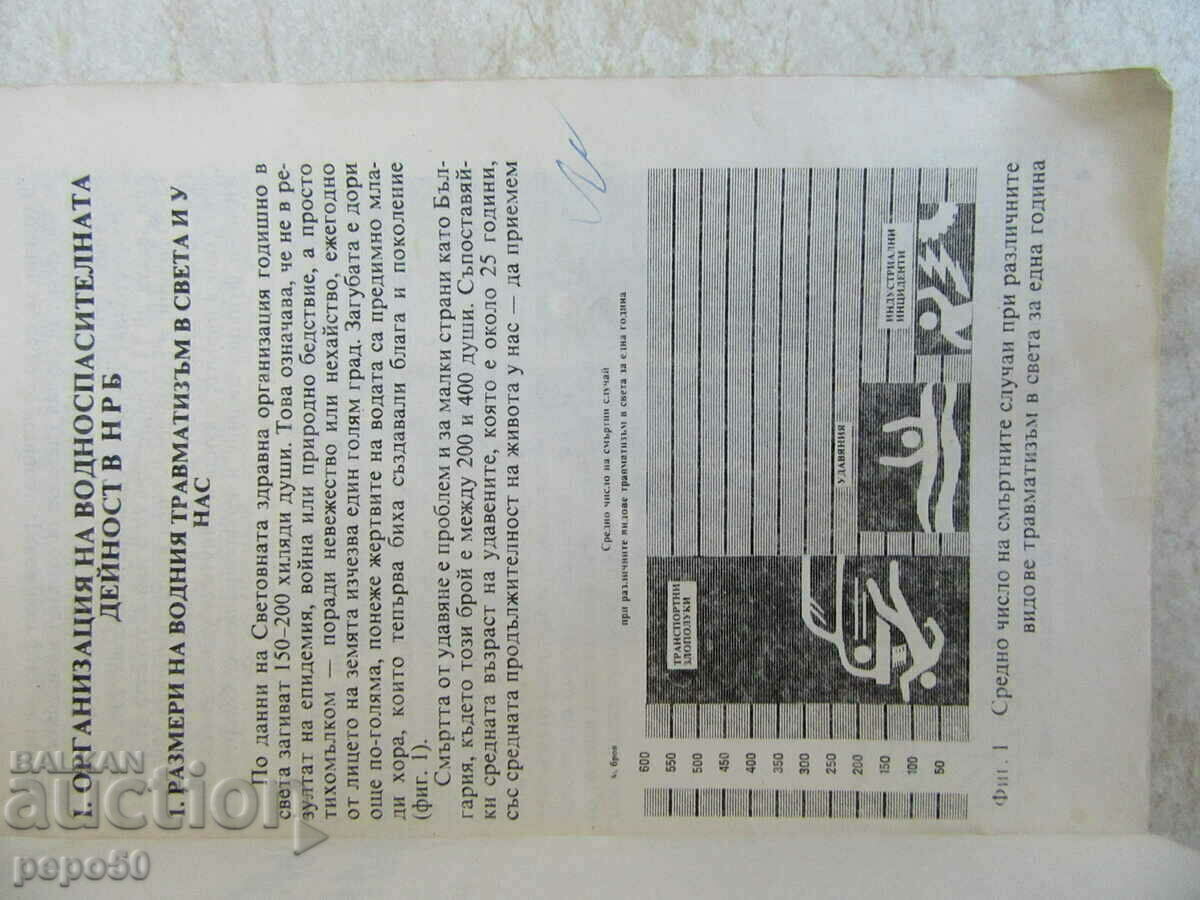 I. ОРГАНИЗАЦИЯ НА ВОДНОСПАСИТЕЛНАТА
ДЕЙНОСТ В НРБ
1. РАЗМЕРИ НА ВОДНИЯ ТРАВМАТИЗЪМ В СВЕТА И У
НАС
По данни на Световната здравна организация годишно в
света загиват 150–200 хиляди души. Това означава, че не в ре-
зултат на епидемия, война или природно бедствие, а просто
тихомълком — поради невежество или нехайство, ежегодно
от лицето на земята изчезва един голям град. Загубата е дори
още по-голяма, понеже жертвите на водата са предимно мла-
ди хора, които тепърва биха създавали блага и поколение
(фиг. 1).
Смъртта от удавяне е проблем и за малки страни като Бъл-
гария, където този брой е между 200 и 400 души. Съпоставяй-
ки средната възраст на удавените, която е около 25 години,
със средната продължителност на живота у нас — да приемем
Средно число на смъртни случай
при различните видове травматизъм в света за една година
брой
600
550
500
450
400
350
300
250
200
150
100
50
ТРАНСПОРТНИ
ЗЛОПОЛУКИ
УДАВЯНИЯ
ИНДУСТРИАЛНИ
ИНЦИДЕНТИ
Фиг. 1 Средно число на смъртните случаи при различните
видове травматизъм в света за една година
BALKAN
аuction
pepo50